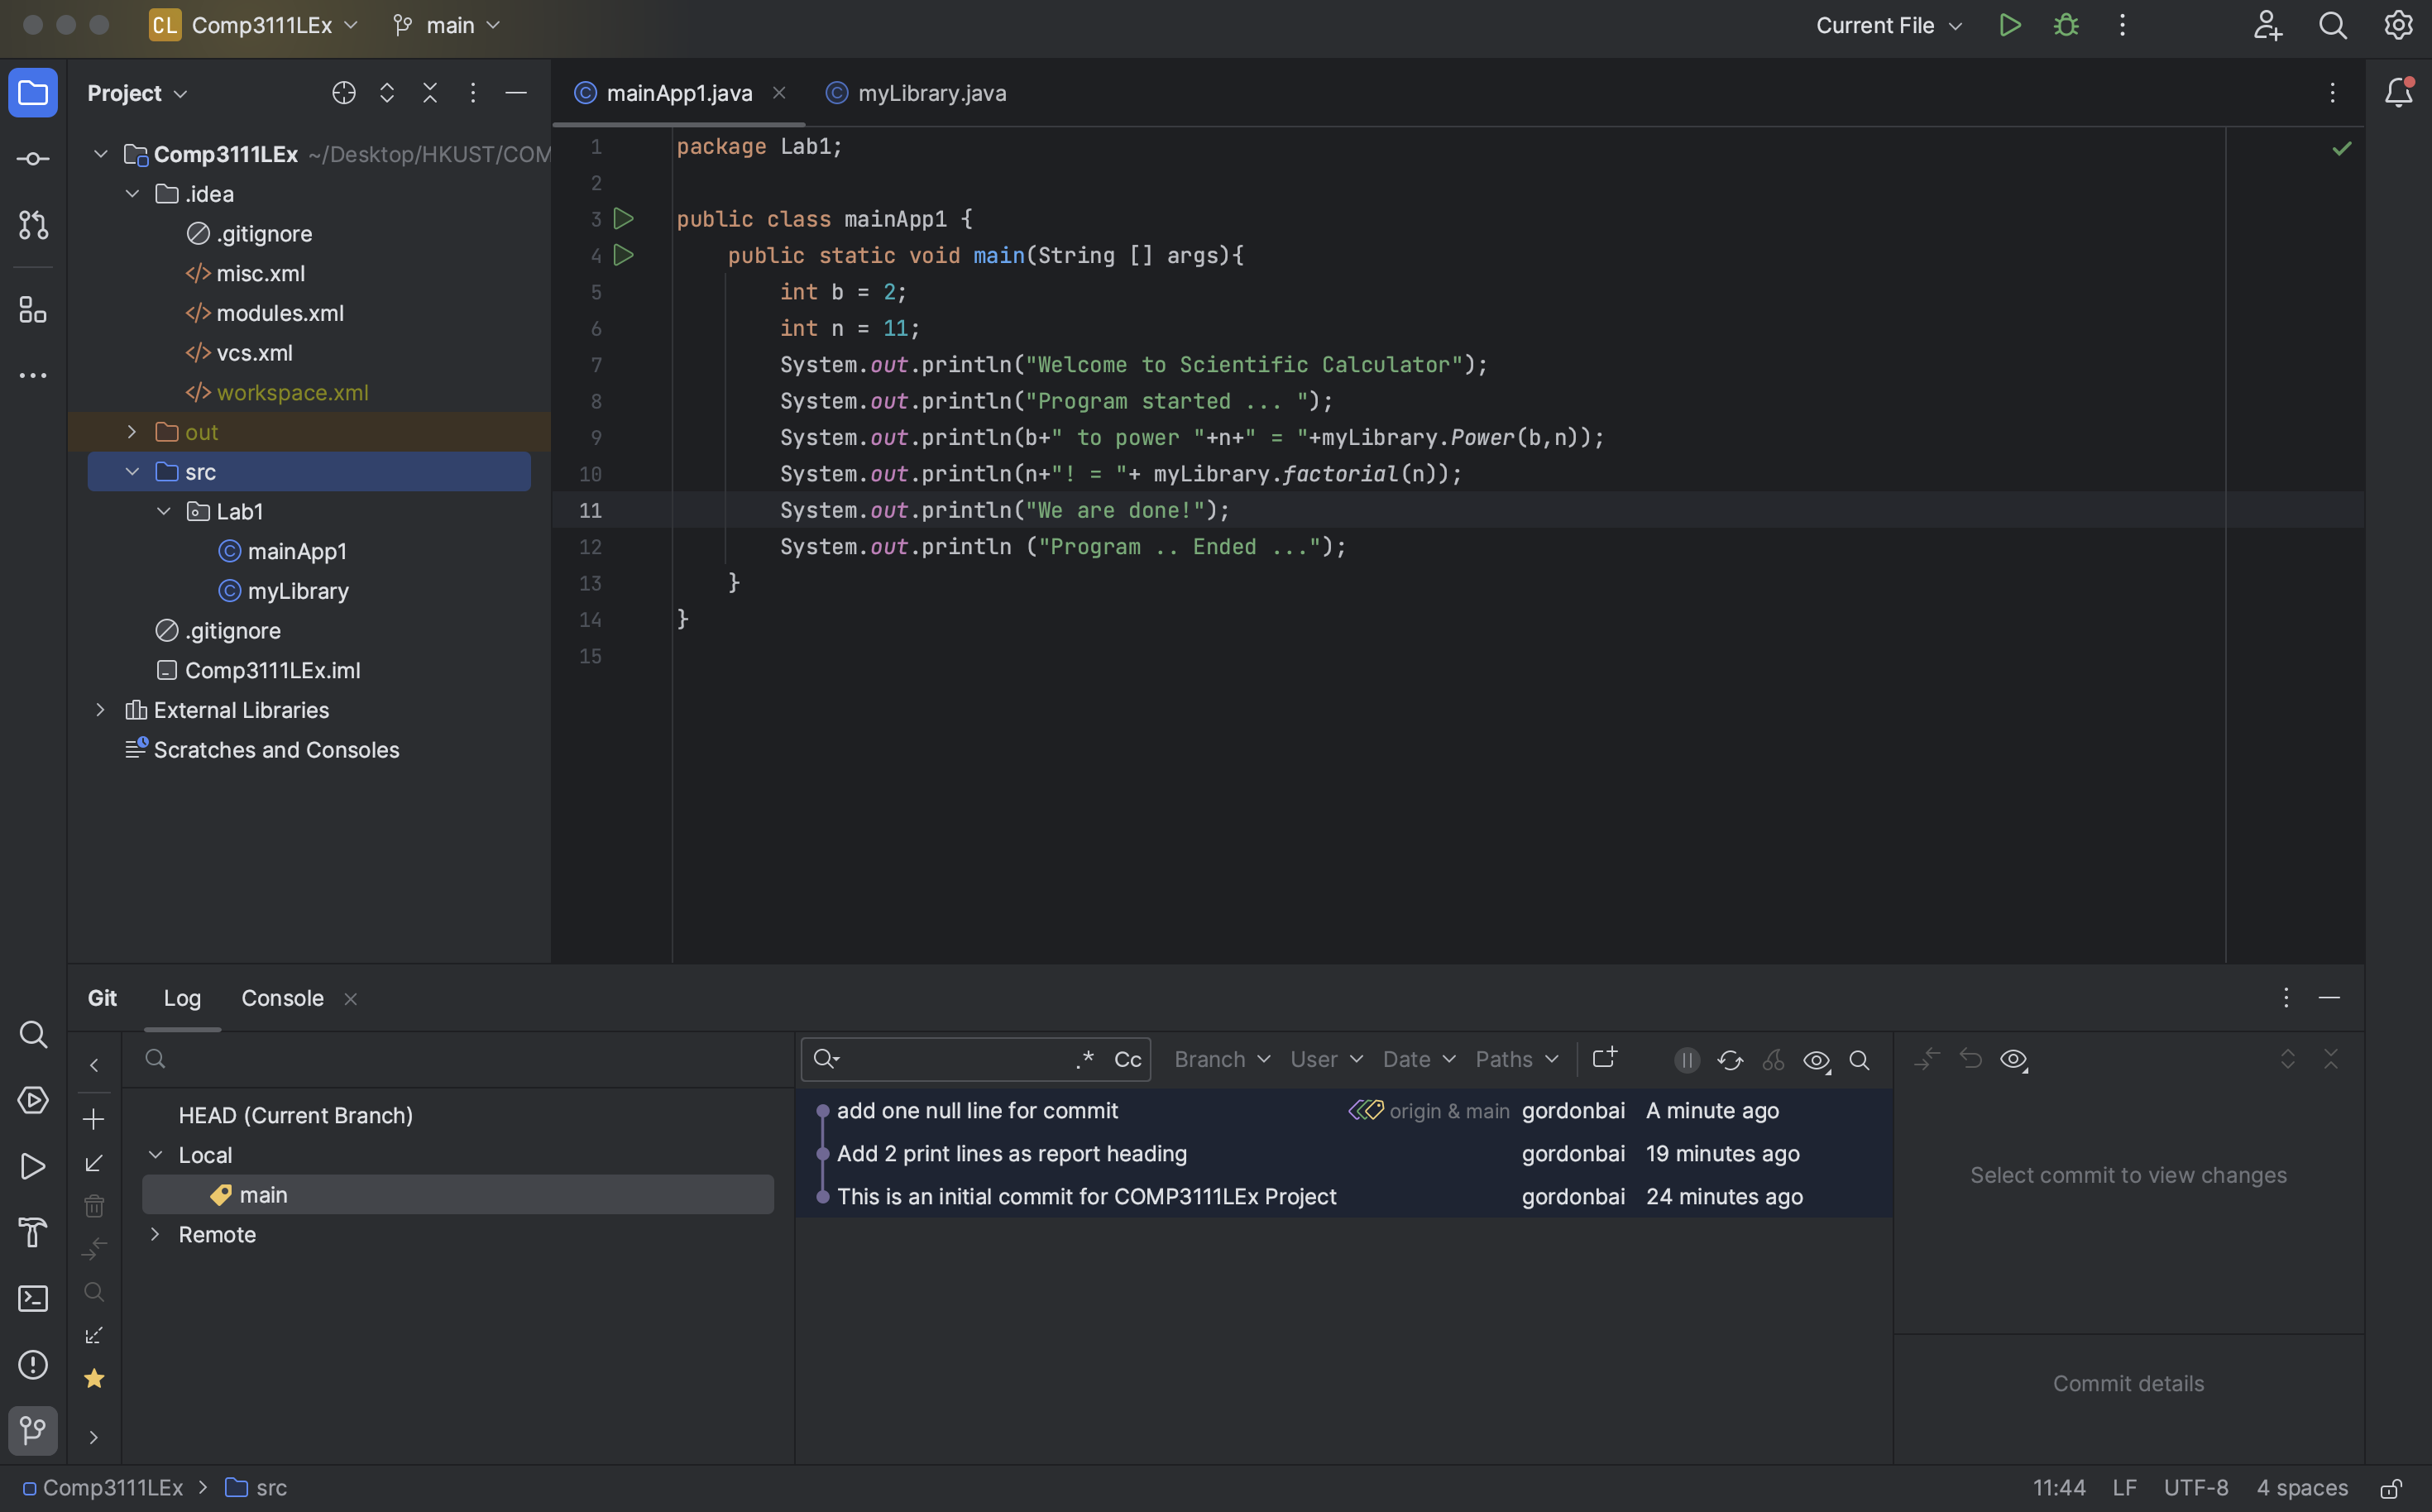 CL Comp3111LEx main Current File
Project
Comp3111LEx ~/Desktop/HKUST/COM
.idea
.gitignore
misc.xml
modules.xml
vcs.xml
workspace.xml
out
src
Lab1
mainApp1
myLibrary
.gitignore
Comp3111LEx.iml
External Libraries
Scratches and Consoles
mainApp1.java myLibrary.java
1 package Lab1;
2
3 public class mainApp1 {
4 public static void main(String [] args){
5 int b = 2;
6 int n = 11;
7 System.out.println("Welcome to Scientific Calculator");
8 System.out.println("Program started ... ");
9 System.out.println(b+" to power "+n+" = "+myLibrary.Power(b,n));
10 System.out.println(n+"! = "+ myLibrary.factorial(n));
11 System.out.println("We are done!");
12 System.out.println ("Program .. Ended ...");
13 }
14 }
15
Git Log Console
HEAD (Current Branch)
Local
main
Remote
.* Cc Branch User Date Paths
add one null line for commit origin & main gordonbai A minute ago
Add 2 print lines as report heading gordonbai 19 minutes ago
This is an initial commit for COMP3111LEx Project gordonbai 24 minutes ago
Select commit to view changes
Commit details
Comp3111LEx > src 11:44 LF UTF-8 4 spaces